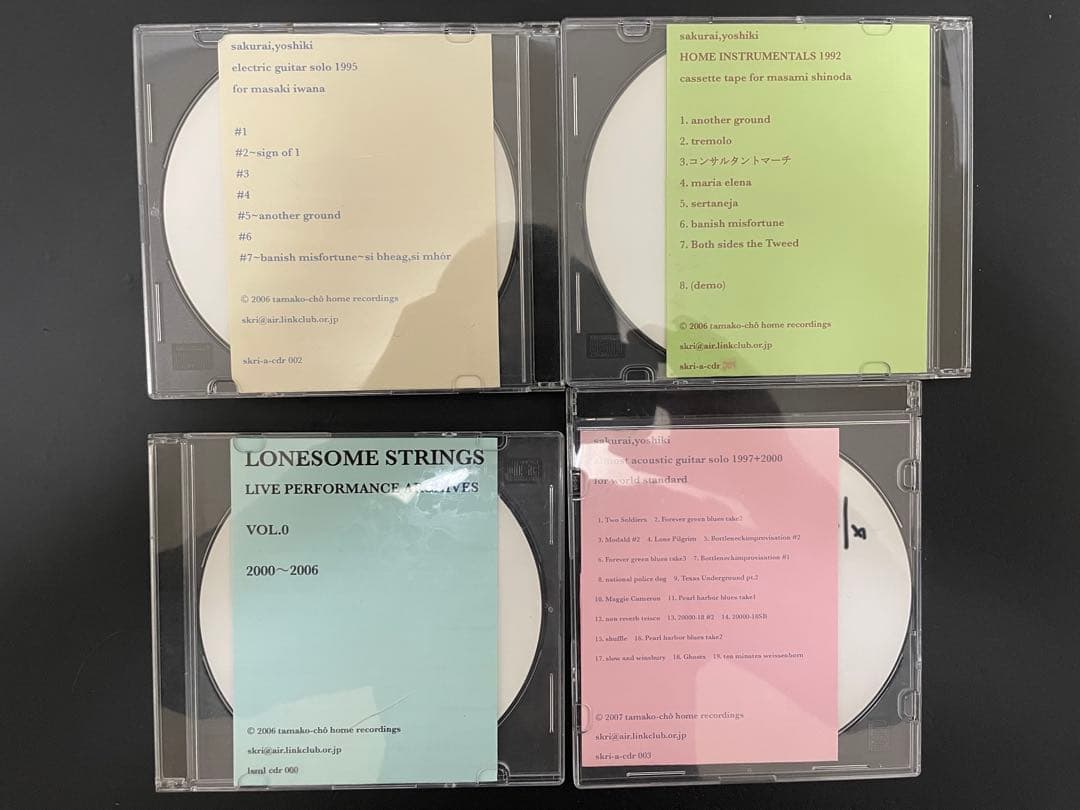 sakurai,yoshiki
electric guitar solo 1995
for masaki iwana
#1
#2~sign of 1
#3
#4
#5~another ground
#6
#7~banish misfortune~si bheag,si mhór
© 2006 tamako-chô home recordings
skri@air.linkclub.or.jp
skri-a-cdr 002
sakurai,yoshiki
HOME INSTRUMENTALS 1992
cassette tape for masami shinoda
1. another ground
2. tremolo
3.コンサルタントマーチ
4. maria elena
5. sertaneja
6. banish misfortune
7. Both sides the Tweed
8. (demo)
© 2006 tamako-chô home recordings
skri@air.linkclub.or.jp
skri-a-cdr
LONESOME STRINGS
LIVE PERFORMANCE ARCHIVES
VOL.0
2000〜2006
© 2006 tamako-chô home recordings
skri@air.linkclub.or.jp
lsml cdr 000
sakurai,yoshiki
almost acoustic guitar solo 1997+2000
for world standard
1. Two Soldiers 2. Forever green blues take2
3. Modald #2 4. Lone Pilgrim 5. Bottleneckimprovisation #2
6. Forever green blues take3 7. Bottleneckimprovisation #1
8. national police dog 9. Texas Underground pt.2
10. Maggie Cameron 11. Pearl harbor blues take1
12. non reverb teisco 13. 20000-18 #2 14. 20000-18SB
15. shuffle 16. Pearl harbor blues take2
17. slow and winsbury 18. Ghosts 19. ten minutes weissenborn
© 2007 tamako-chô home recordings
skri@air.linkclub.or.jp
skri-a-cdr 003